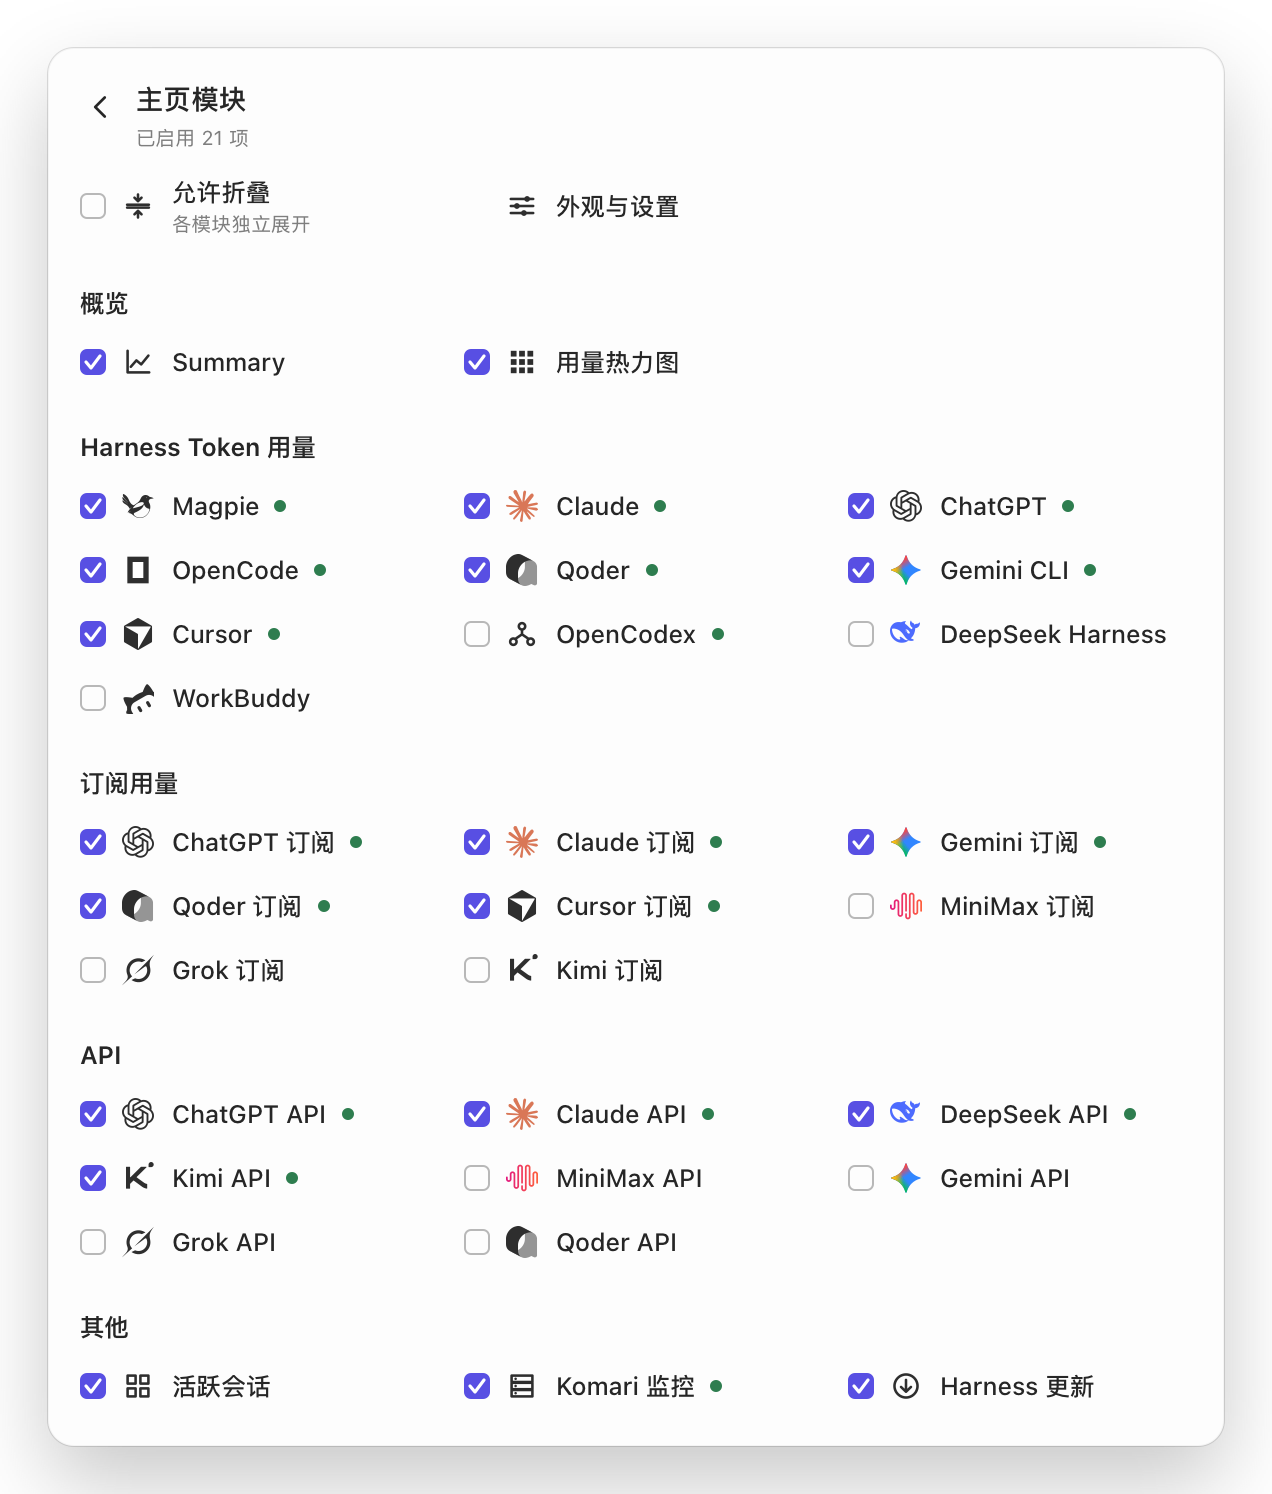 主页模块
已启用 21 项
允许折叠
各模块独立展开
外观与设置
概览
Summary
用量热力图
Harness Token 用量
Magpie
Claude
ChatGPT
OpenCode
Qoder
Gemini CLI
Cursor
OpenCodex
DeepSeek Harness
WorkBuddy
订阅用量
ChatGPT 订阅
Claude 订阅
Gemini 订阅
Qoder 订阅
Cursor 订阅
MiniMax 订阅
Grok 订阅
Kimi 订阅
API
ChatGPT API
Claude API
DeepSeek API
Kimi API
MiniMax API
Gemini API
Grok API
Qoder API
其他
活跃会话
Komari 监控
Harness 更新